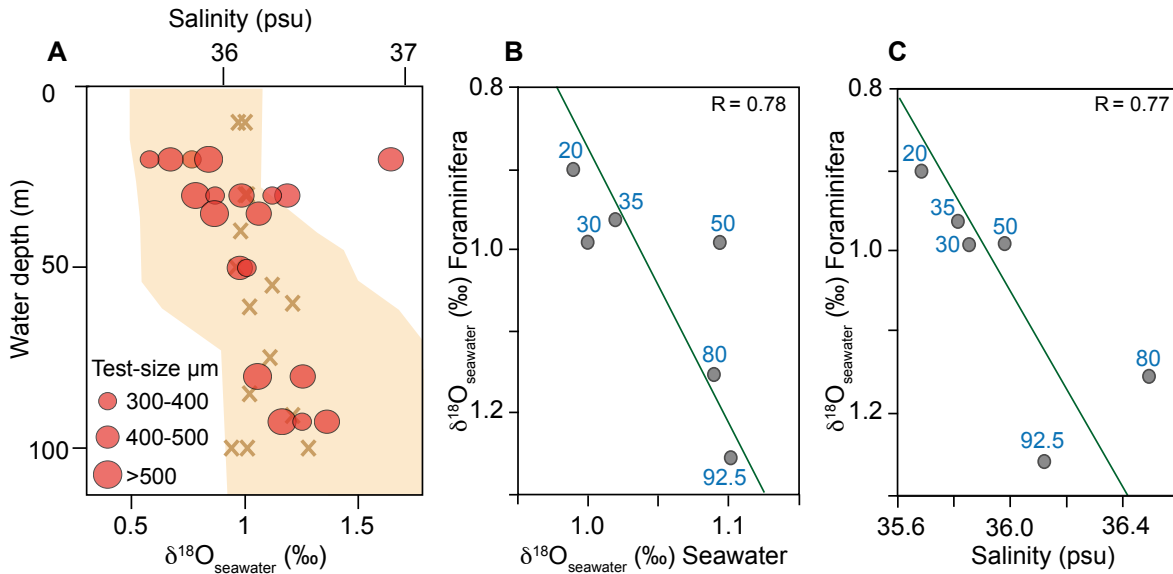 Salinity (psu)
A
36
37
0
50
100
Water depth (m)
Test-size µm
300-400
400-500
>500
0.5
1
1.5
δ¹⁸Oseawater (‰)
B
R = 0.78
0.8
1.0
1.2
δ¹⁸Oseawater (‰) Foraminifera
20
35
30
50
80
92.5
1.0
1.1
δ¹⁸Oseawater (‰) Seawater
C
R = 0.77
0.8
1.0
1.2
δ¹⁸Oseawater (‰) Foraminifera
20
35
30
50
80
92.5
35.6
36.0
36.4
Salinity (psu)